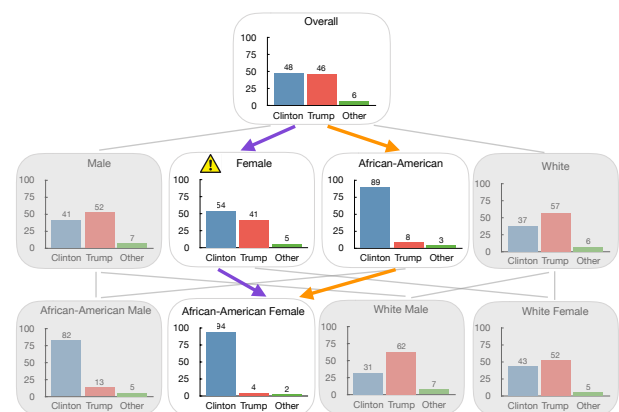 Overall
100
75
50
25
0
48 46 6
Clinton Trump Other
Male
100
75
50
25
0
41 52 7
Clinton Trump Other
Female
100
75
50
25
0
54 41 5
Clinton Trump Other
African-American
100
75
50
25
0
89 8 3
Clinton Trump Other
White
100
75
50
25
0
37 57 6
Clinton Trump Other
African-American Male
100
75
50
25
0
82 13 5
Clinton Trump Other
African-American Female
100
75
50
25
0
94 4 2
Clinton Trump Other
White Male
100
75
50
25
0
31 62 7
Clinton Trump Other
White Female
100
75
50
25
0
43 52 5
Clinton Trump Other